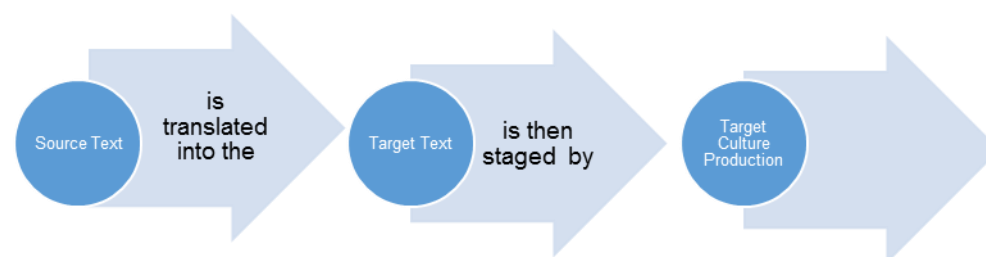 Source Text
is
translated
into the
Target Text
is then
staged by
Target
Culture
Production